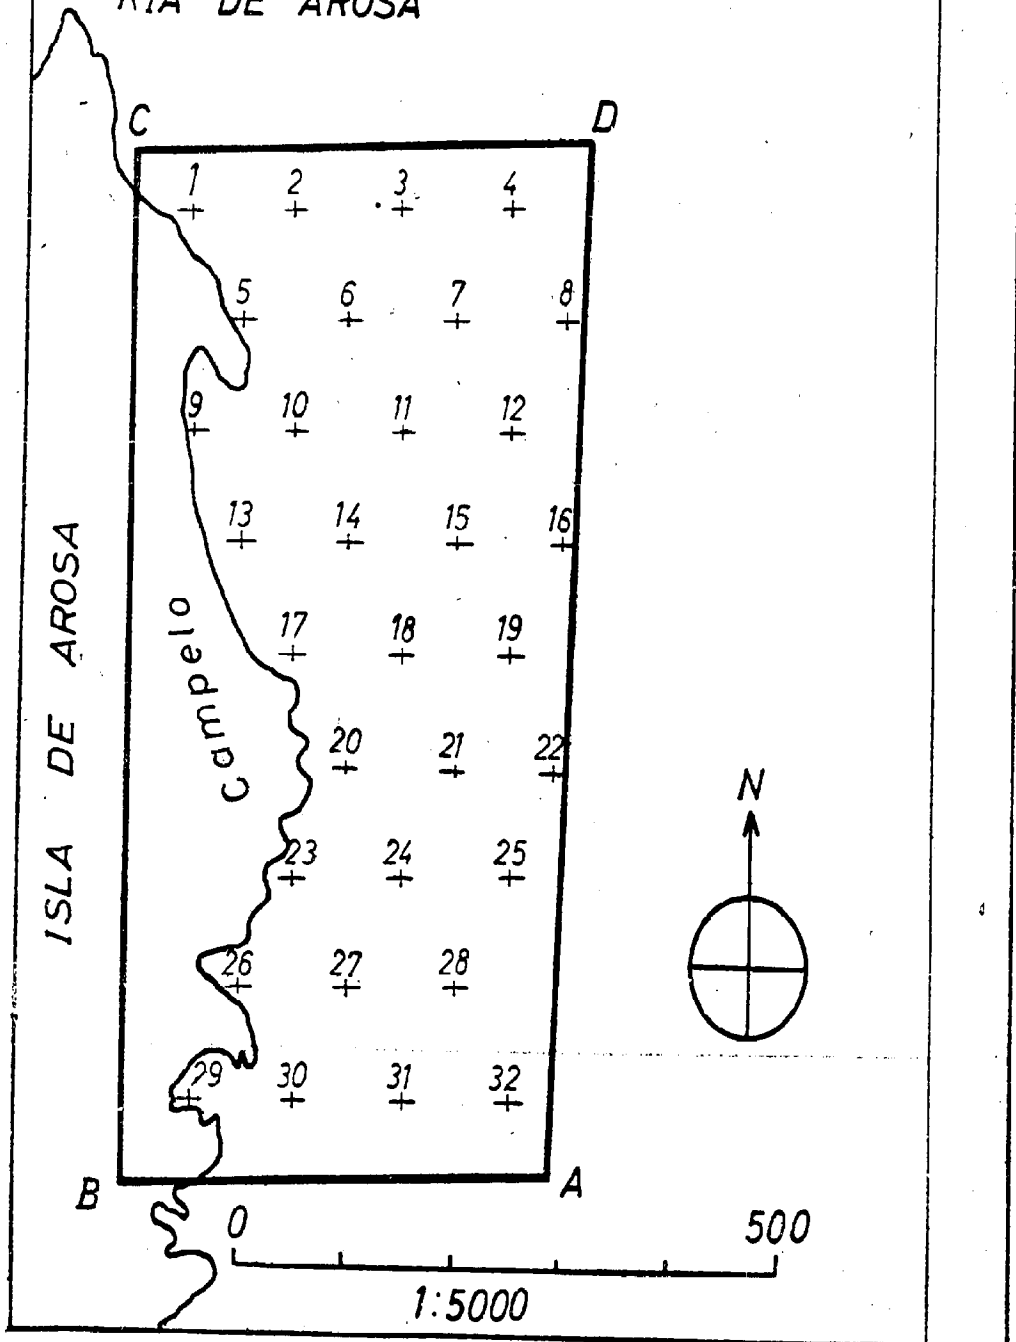 RIA DE AROSA
C D
1 2 3 4
5 6 7 8
9 10 11 12
13 14 15 16
17 18 19
20 21 22
23 24 25
26 27 28
29 30 31 32
B A
ISLA DE AROSA
Campelo
N
0 500
1:5000